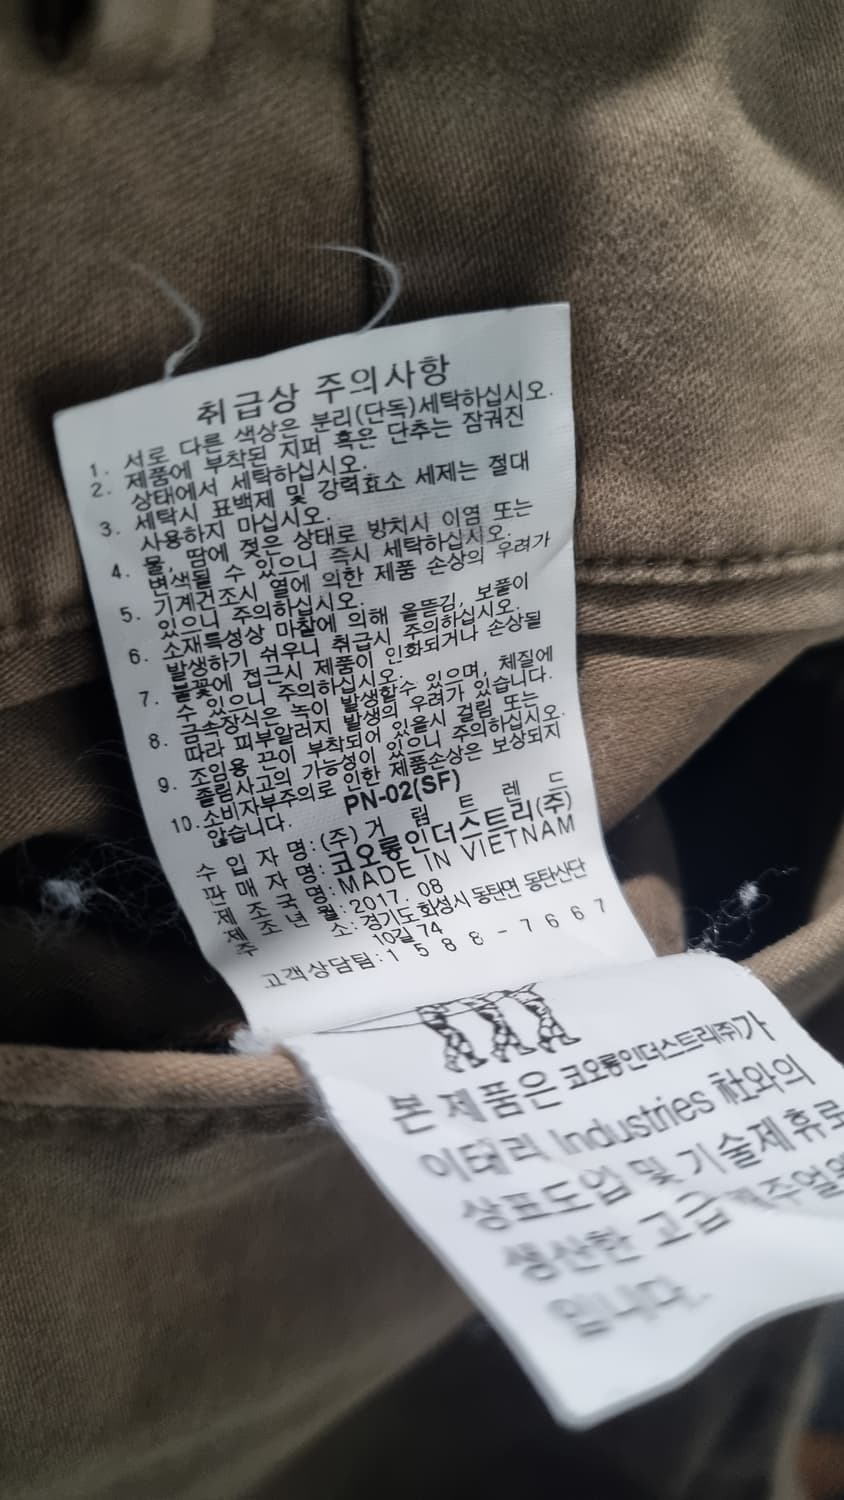 취급상 주의사항
1. 서로 다른 색상은 분리(단독)세탁하십시오.
2. 제품에 부착된 지퍼 혹은 단추는 잠궈진
상태에서 세탁하십시오.
3. 세탁시 표백제 및 강력효소 세제는 절대
사용하지 마십시오.
4. 물, 땀에 젖은 상태로 방치시 이염 또는
변색될 수 있으니 즉시 세탁하십시오.
5. 기계건조시 열에 의한 제품 손상의 우려가
있으니 주의하십시오.
6. 소재특성상 마찰에 의해 올뜯김, 보풀이
발생하기 쉬우니 취급시 주의하십시오.
7. 불꽃에 접근시 제품이 인화되거나 손상될
수 있으니 주의하십시오.
8. 금속장식은 녹이 발생할수 있으며, 체질에
따라 피부알러지 발생의 우려가 있습니다.
9. 조임용 끈이 부착되어 있을시 걸림 또는
졸림사고의 가능성이 있으니 주의하십시오.
10. 소비자부주의로 인한 제품손상은 보상되지
않습니다. PN-02(SF)
수입자명:(주)거림트렌드
판매자명:코오롱인더스트리(주)
제조국명:MADE IN VIETNAM
제조년월:2017. 08
주소:경기도 화성시 동탄면 동탄산단
10길 74
고객상담팀:1588-7667
본 제품은 코오롱인더스트리(주)가
이태리 Industries 社와의
상표도입 및 기술제휴로
생산한 고급
입니다.